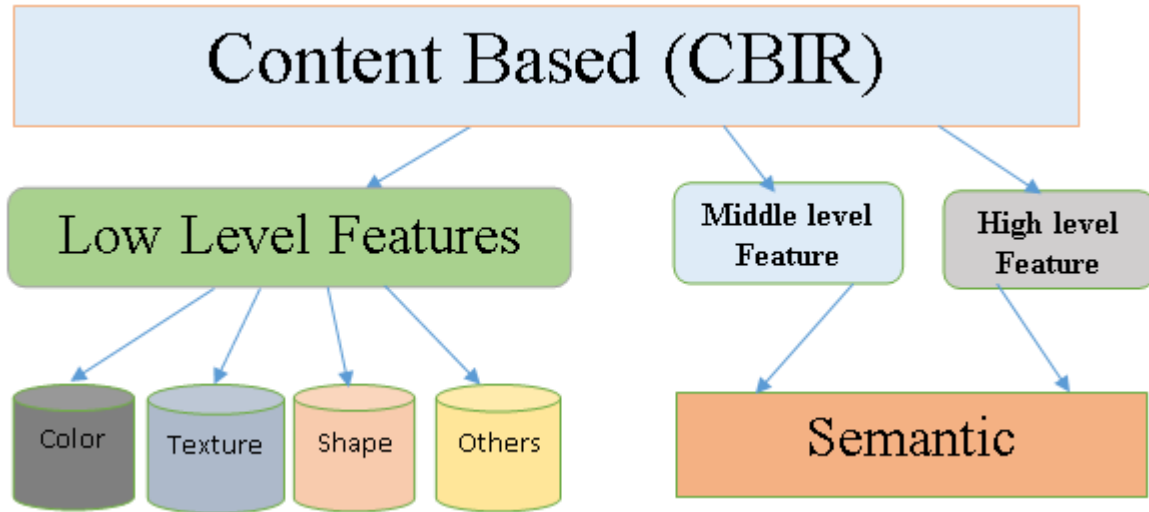 Content Based (CBIR)
Low Level Features
Middle level
Feature
High level
Feature
Color
Texture
Shape
Others
Semantic